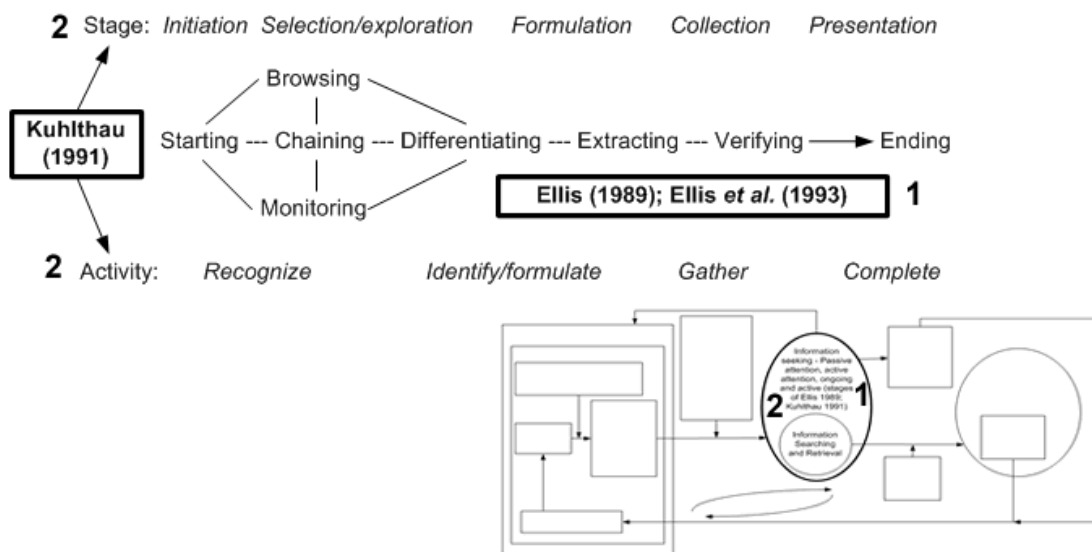 2 Stage: Initiation Selection/exploration Formulation Collection Presentation
Browsing
Kuhlthau
(1991)
Starting --- Chaining --- Differentiating --- Extracting --- Verifying Ending
Monitoring
Ellis (1989); Ellis et al. (1993) 1
2 Activity: Recognize Identify/formulate Gather Complete
Information
seeking - Passive
attention, active
attention, ongoing
and active (stages
of Ellis 1989;
Kuhlthau 1991)
2 1
Information
Searching
and Retrieval